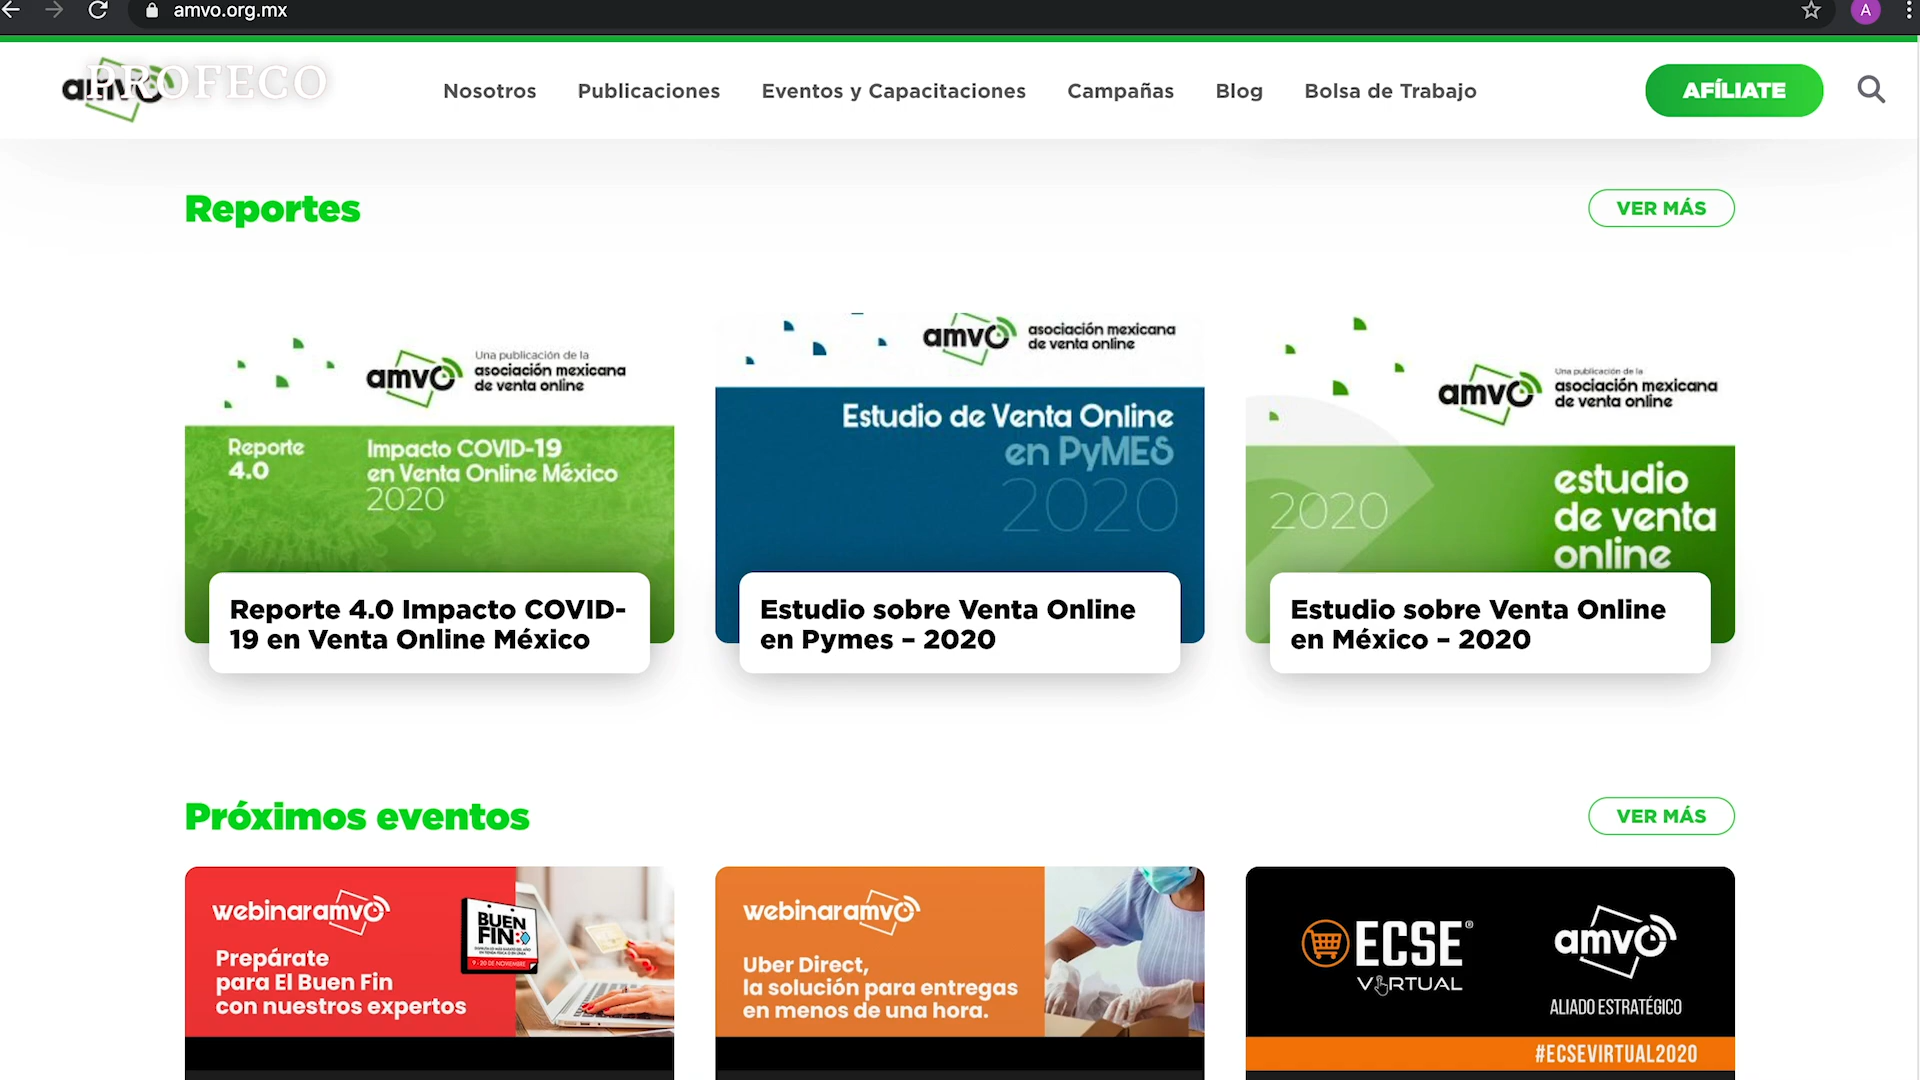 amvo.org.mx
A
amvo
PROFECO
Nosotros
Publicaciones
Eventos y Capacitaciones
Campañas
Blog
Bolsa de Trabajo
AFÍLIATE
Reportes
VER MÁS
amvo
Una publicación de la
asociación mexicana
de venta online
Reporte
4.0
Impacto COVID-19
en Venta Online México
2020
Reporte 4.0 Impacto COVID-
19 en Venta Online México
amvo
asociación mexicana
de venta online
Estudio de Venta Online
en PyMES
2020
Estudio sobre Venta Online
en Pymes – 2020
amvo
Una publicación de la
asociación mexicana
de venta online
2020
estudio
de venta
online
Estudio sobre Venta Online
en México – 2020
Próximos eventos
VER MÁS
webinaramvo
Prepárate
para El Buen Fin
con nuestros expertos
BUEN
FIN
9 - 20 DE NOVIEMBRE
webinaramvo
Uber Direct,
la solución para entregas
en menos de una hora.
ECSE
VIRTUAL
amvo
ALIADO ESTRATÉGICO
#ECSEVIRTUAL2020